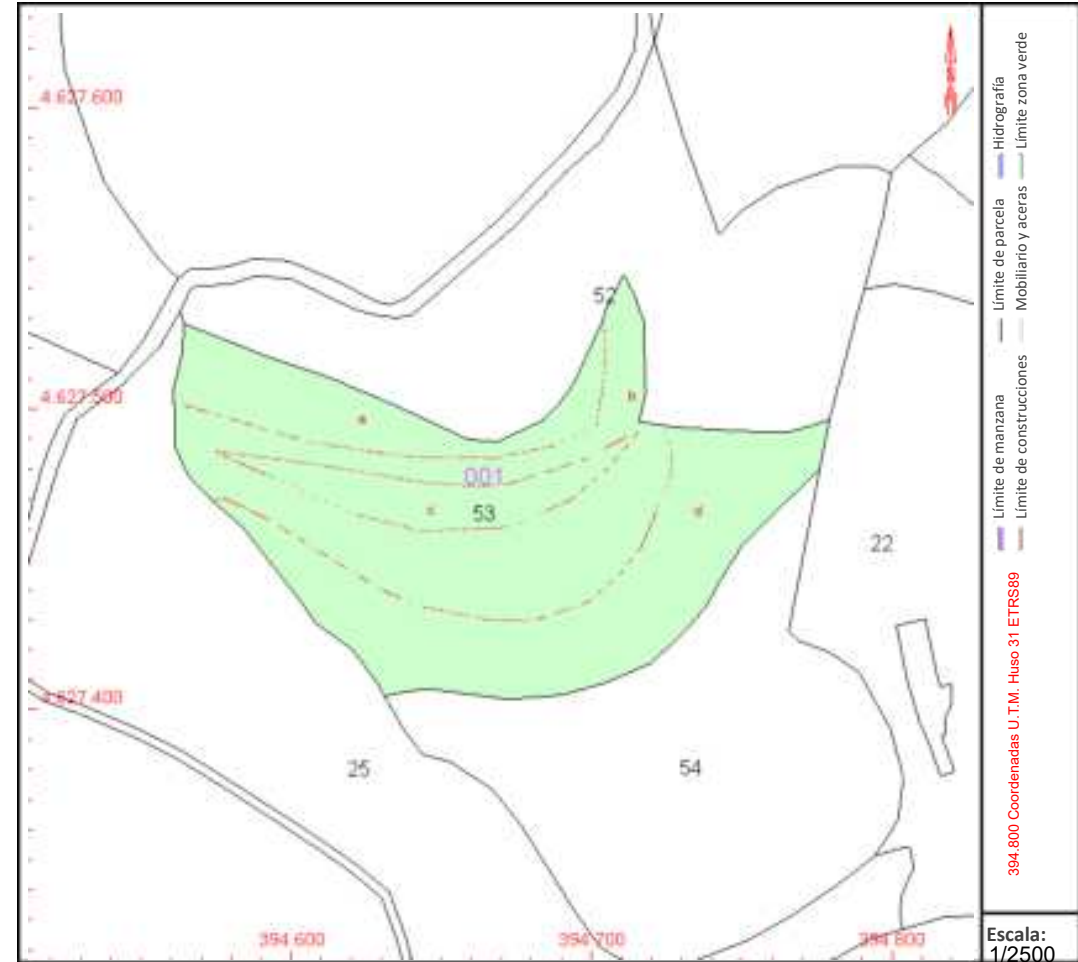 4.627.600
52
4.627.500
a
b
001
c
53
d
22
4.627.400
25
54
394.600
394.700
394.800
Límite de manzana
Límite de parcela
Hidrografía
Límite de construcciones
Mobiliario y aceras
Límite zona verde
394.800 Coordenadas U.T.M. Huso 31 ETRS89
Escala:
1/2500